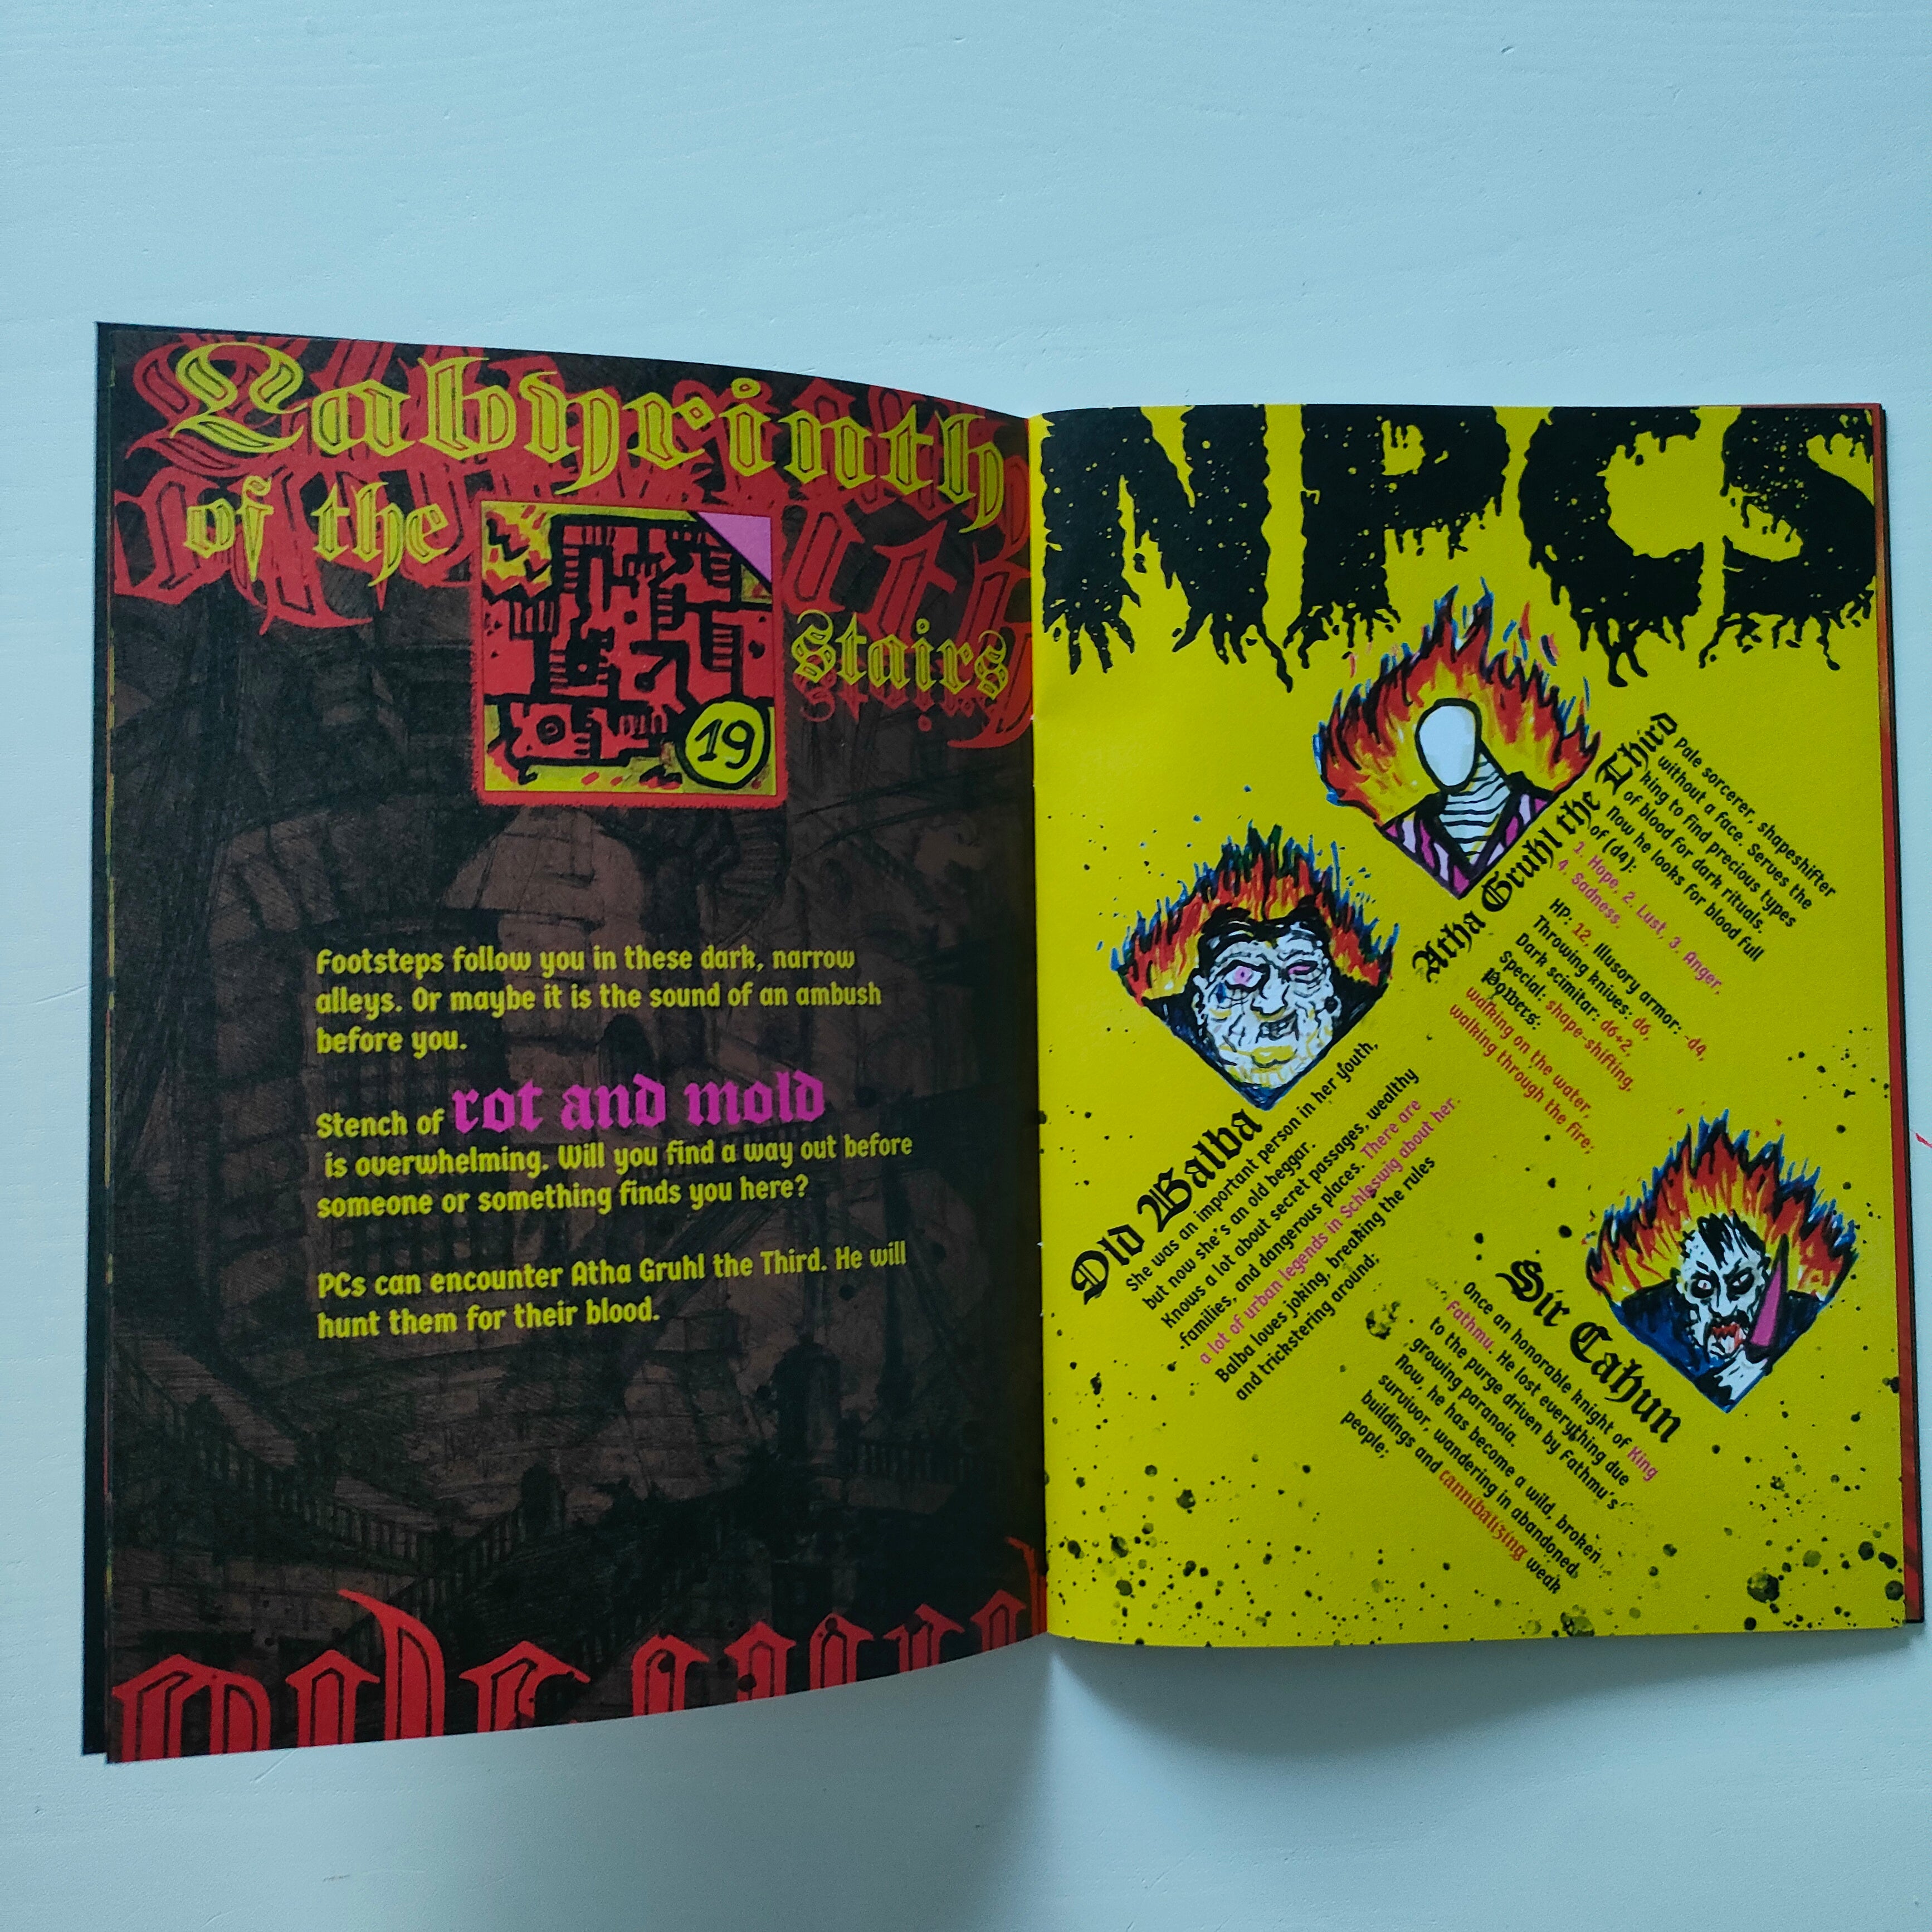 Labyrinth
of the
Stairs
19
Footsteps follow you in these dark, narrow
alleys. Or maybe it is the sound of an ambush
before you.
Stench of rot and mold
is overwhelming. Will you find a way out before
someone or something finds you here?
PCs can encounter Atha Gruhl the Third. He will
hunt them for their blood.
NPCS
Atha Gruhl the Third
Pale sorcerer, shapeshifter
without a face. Serves the
king to find precious types
of blood for dark rituals.
Now he looks for blood full
of (d4):
1. Hope, 2. Lust, 3. Anger,
4. Sadness,
HP: 12, Illusory armor: -d4,
Throwing knives: d6,
Dark scimitar: d6+2,
Special: shape-shifting,
Powers:
walking on the water,
walking through the fire;
Old Balba
She was an important person in her youth,
but now she's an old beggar.
Knows a lot about secret passages, wealthy
families, and dangerous places. There are
a lot of urban legends in Schleswig about her.
Balba loves joking, breaking the rules
and trickstering around;
Sir Cahun
Once an honorable knight of King
Fathmu. He lost everything due
to the purge driven by Fathmu's
growing paranoia.
Now, he has become a wild, broken
survivor, wandering in abandoned
buildings and cannibalizing weak
people;